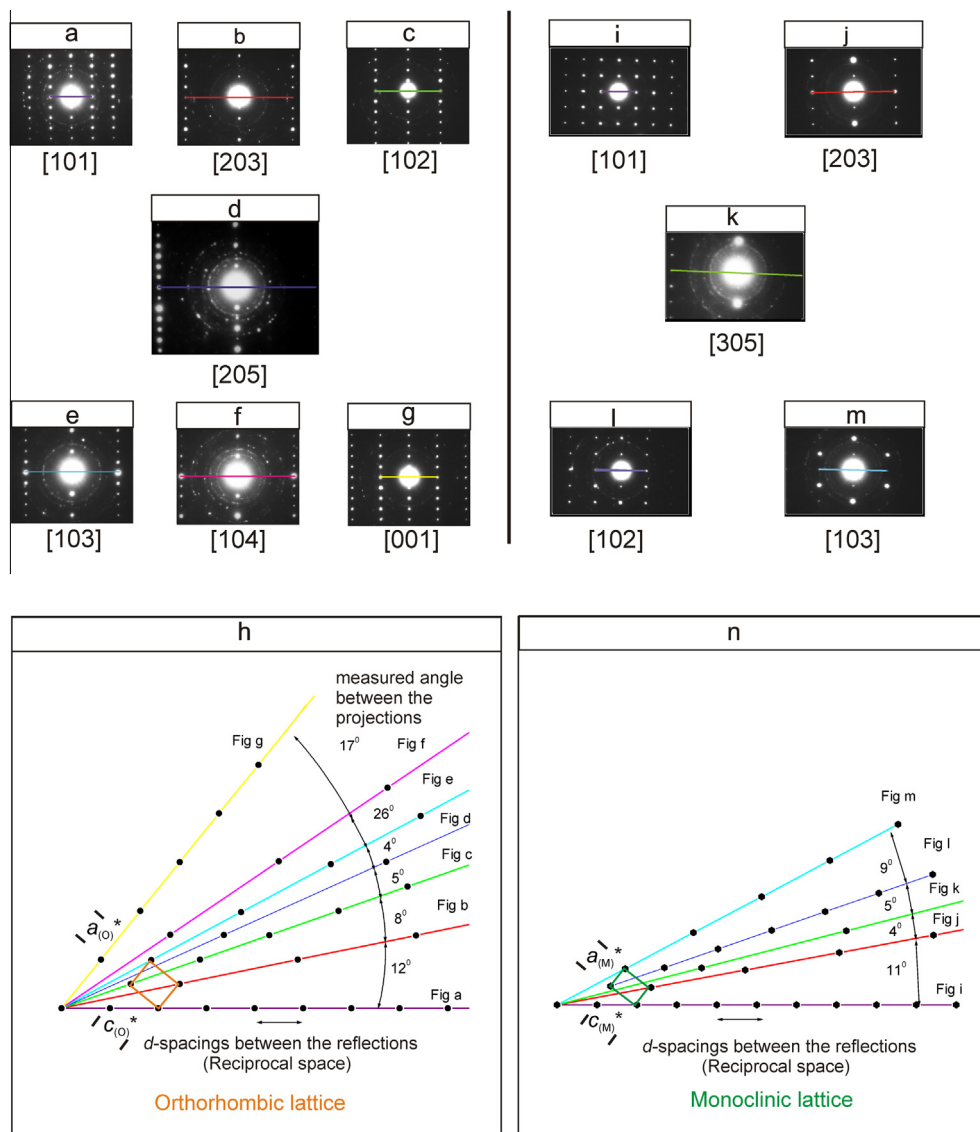 a
b
c
i
j
[101]
[203]
[102]
[101]
[203]
d
k
[205]
[305]
e
f
g
l
m
[103]
[104]
[001]
[102]
[103]
h
measured angle
between the
projections
17⁰
Fig g
Fig f
Fig e
26⁰
Fig d
4⁰
Fig c
5⁰
a(O)*
Fig b
8⁰
12⁰
Fig a
c(O)*
d-spacings between the reflections
(Reciprocal space)
Orthorhombic lattice
n
Fig m
Fig l
9⁰
Fig k
5⁰
a(M)*
Fig j
4⁰
11⁰
Fig i
c(M)*
d-spacings between the reflections
(Reciprocal space)
Monoclinic lattice